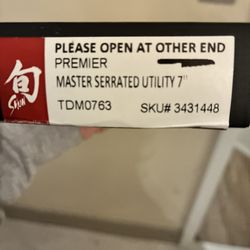 旬
SHUN
PLEASE OPEN AT OTHER END
PREMIER
MASTER SERRATED UTILITY 7"
TDM0763 SKU# 3431448